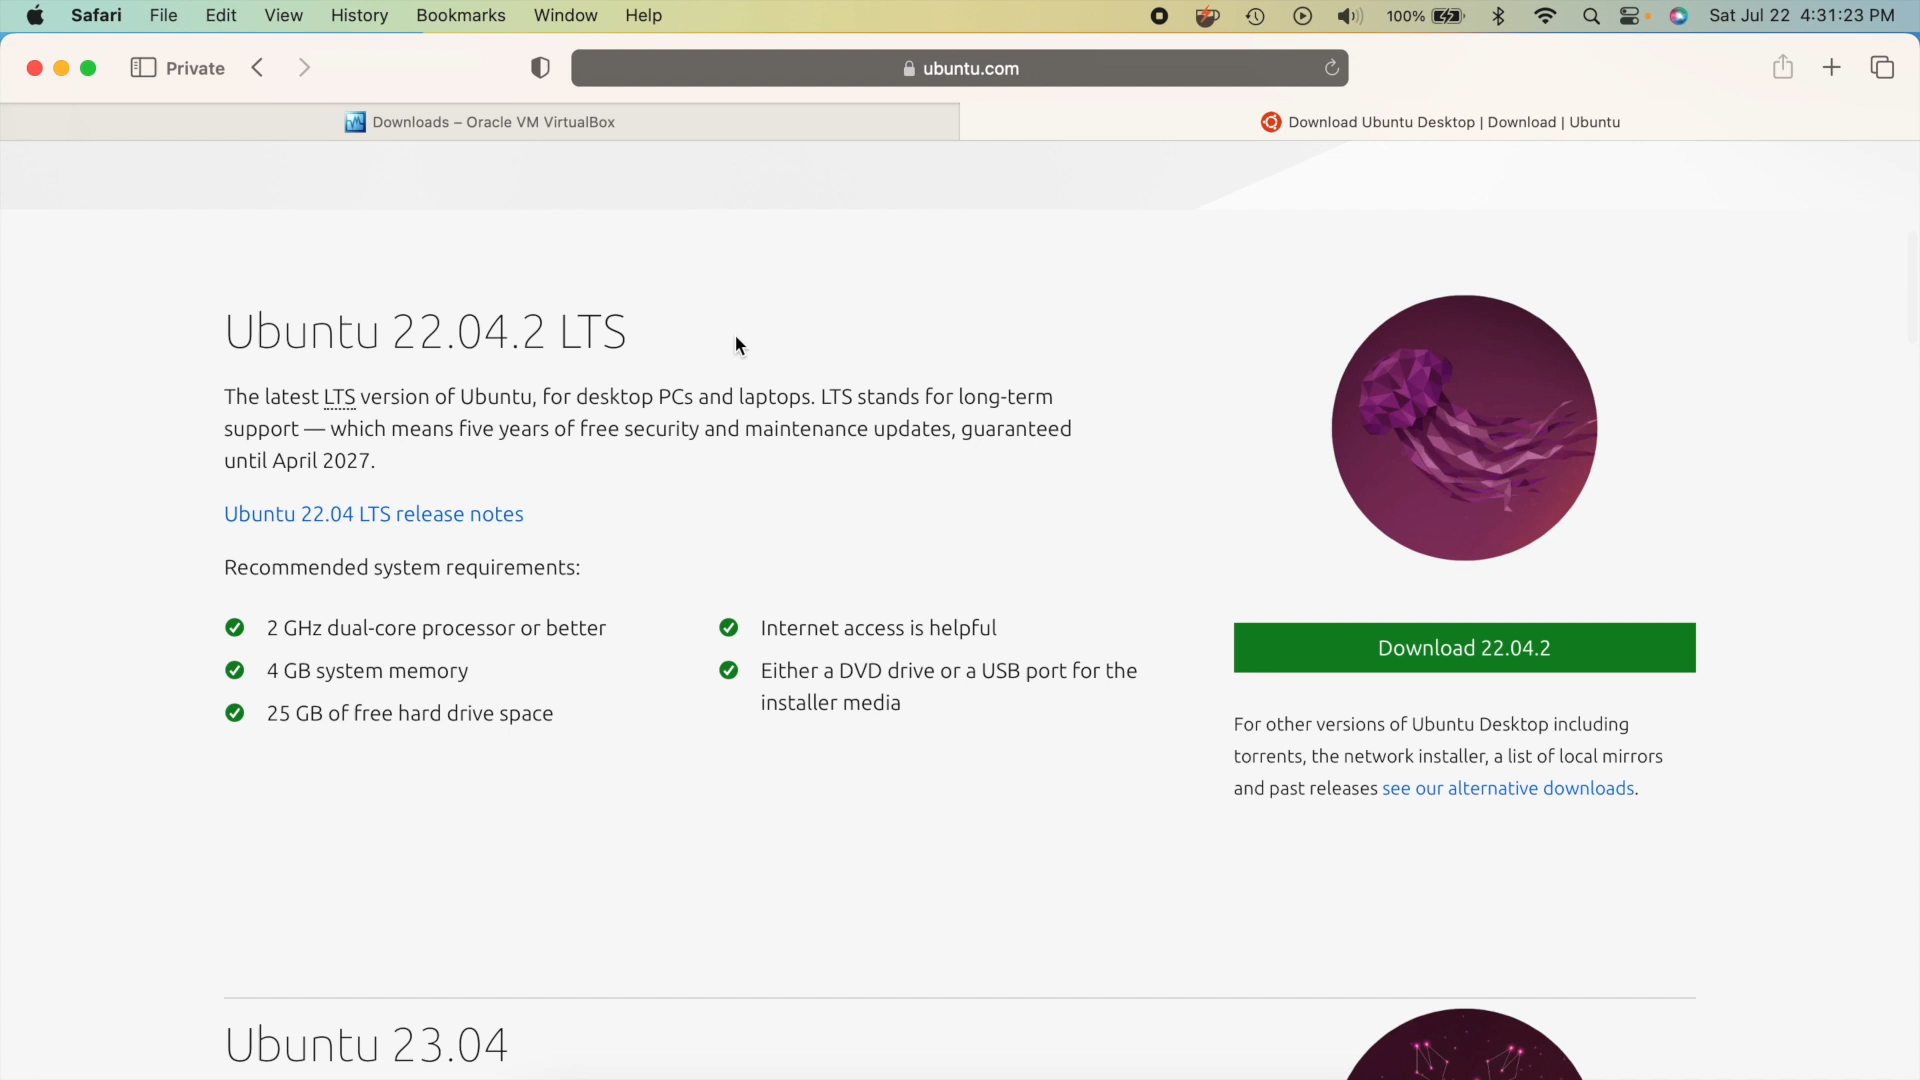 Safari File Edit View History Bookmarks Window Help 100% Sat Jul 22 4:31:23 PM
Private ubuntu.com
Downloads – Oracle VM VirtualBox Download Ubuntu Desktop | Download | Ubuntu
Ubuntu 22.04.2 LTS
The latest LTS version of Ubuntu, for desktop PCs and laptops. LTS stands for long-term
support — which means five years of free security and maintenance updates, guaranteed
until April 2027.
Ubuntu 22.04 LTS release notes
Recommended system requirements:
2 GHz dual-core processor or better
4 GB system memory
25 GB of free hard drive space
Internet access is helpful
Either a DVD drive or a USB port for the
installer media
Download 22.04.2
For other versions of Ubuntu Desktop including
torrents, the network installer, a list of local mirrors
and past releases see our alternative downloads.
Ubuntu 23.04